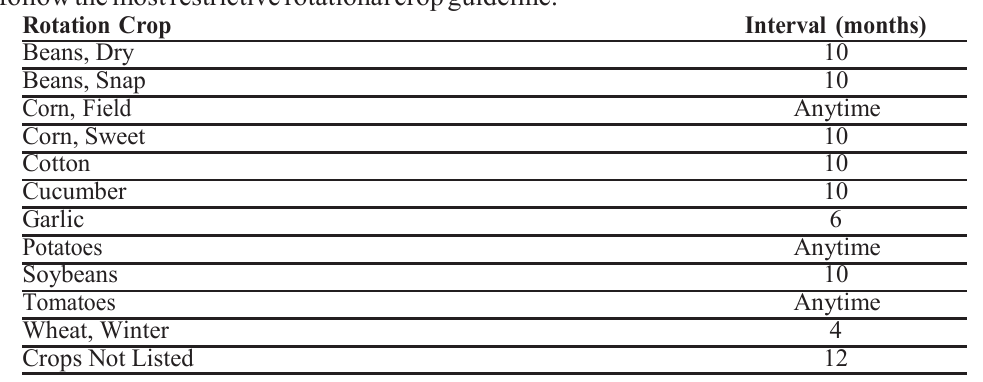 follow the most restrictive rotational crop guideline.
Rotation Crop Interval (months)
Beans, Dry 10
Beans, Snap 10
Corn, Field Anytime
Corn, Sweet 10
Cotton 10
Cucumber 10
Garlic 6
Potatoes Anytime
Soybeans 10
Tomatoes Anytime
Wheat, Winter 4
Crops Not Listed 12